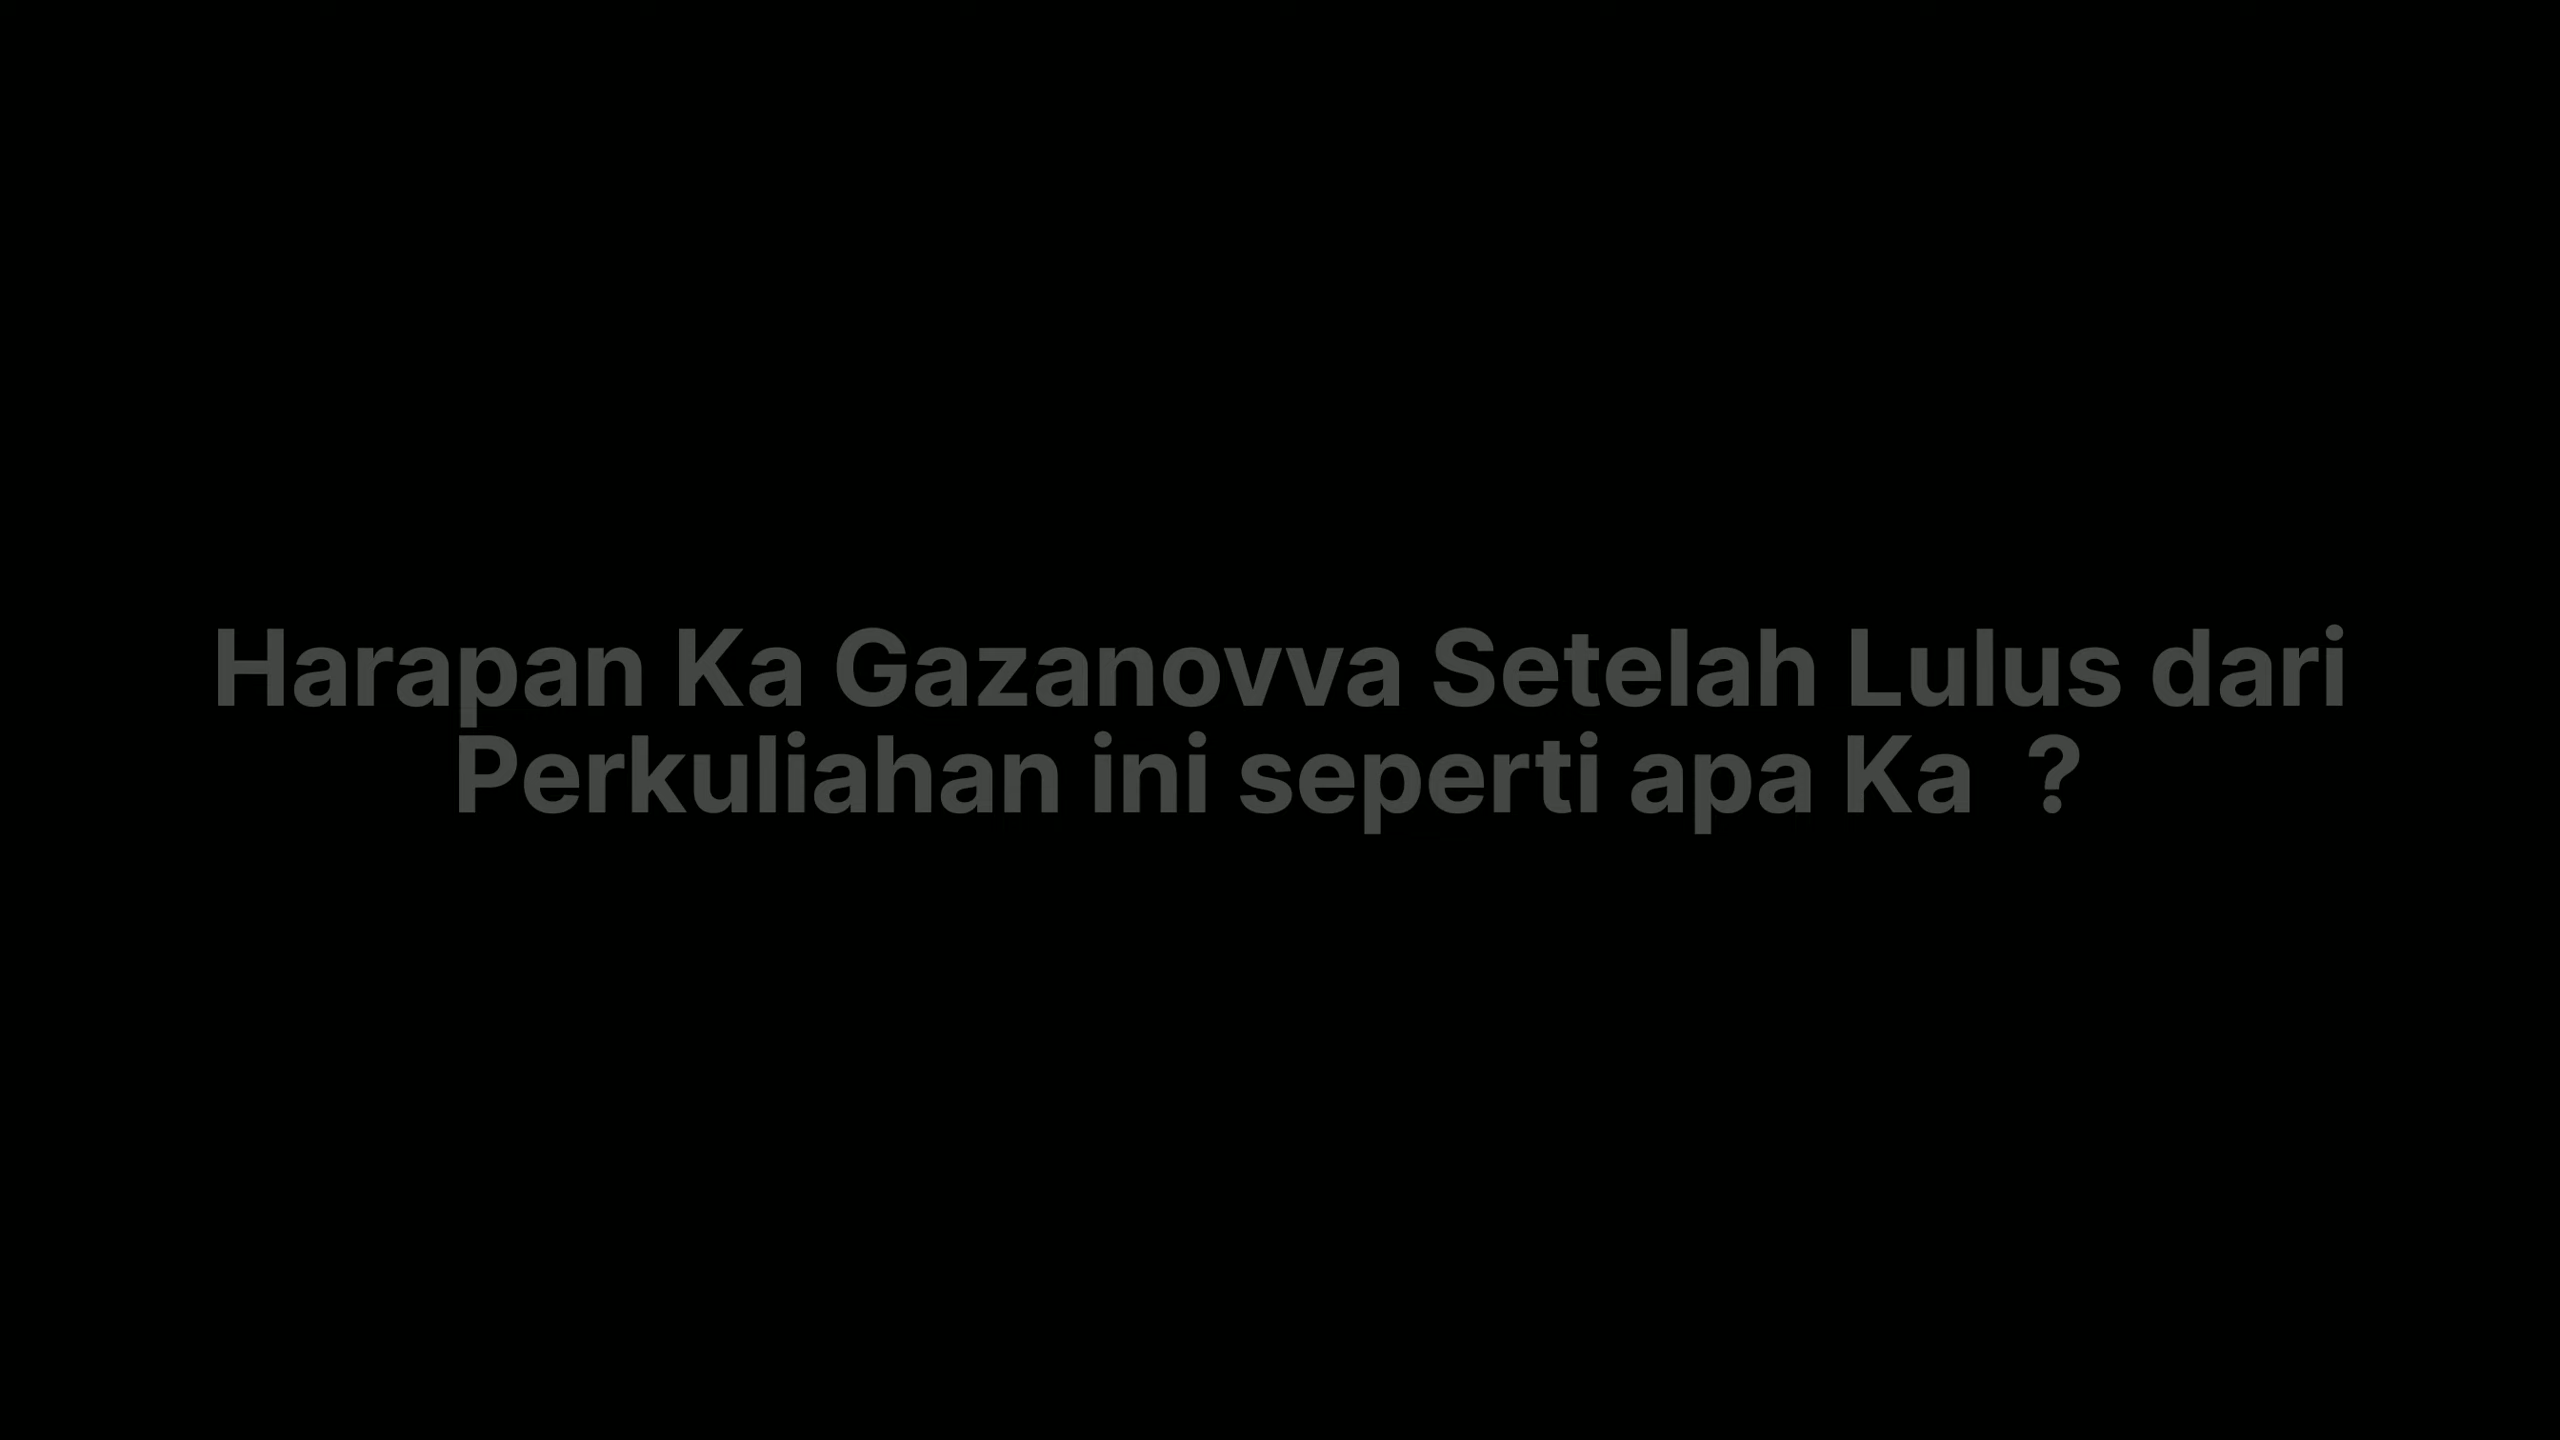 Harapan Ka Gazanovva Setelah Lulus dari
Perkuliahan ini seperti apa Ka  ?